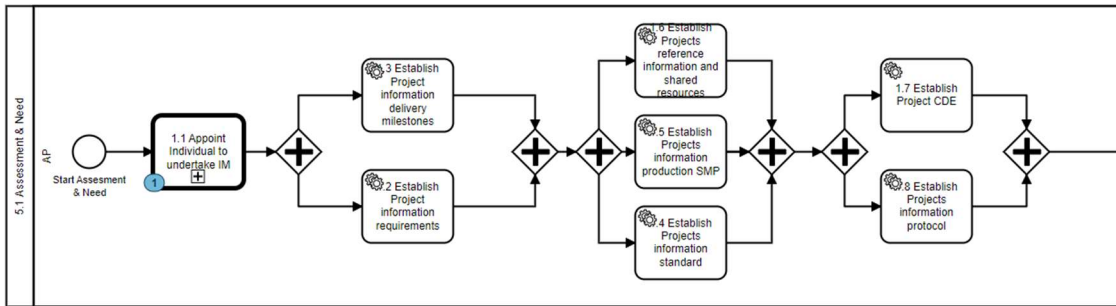 5.1 Assessment & Need
AP
Start Assesment
& Need
1.1 Appoint
Individual to
undertake IM
1
.3 Establish
Project
information
delivery
milestones
.2 Establish
Project
information
requirements
1.6 Establish
Projects
reference
information and
shared
resources
.5 Establish
Projects
information
production SMP
.4 Establish
Projects
information
standard
1.7 Establish
Project CDE
.8 Establish
Projects
information
protocol